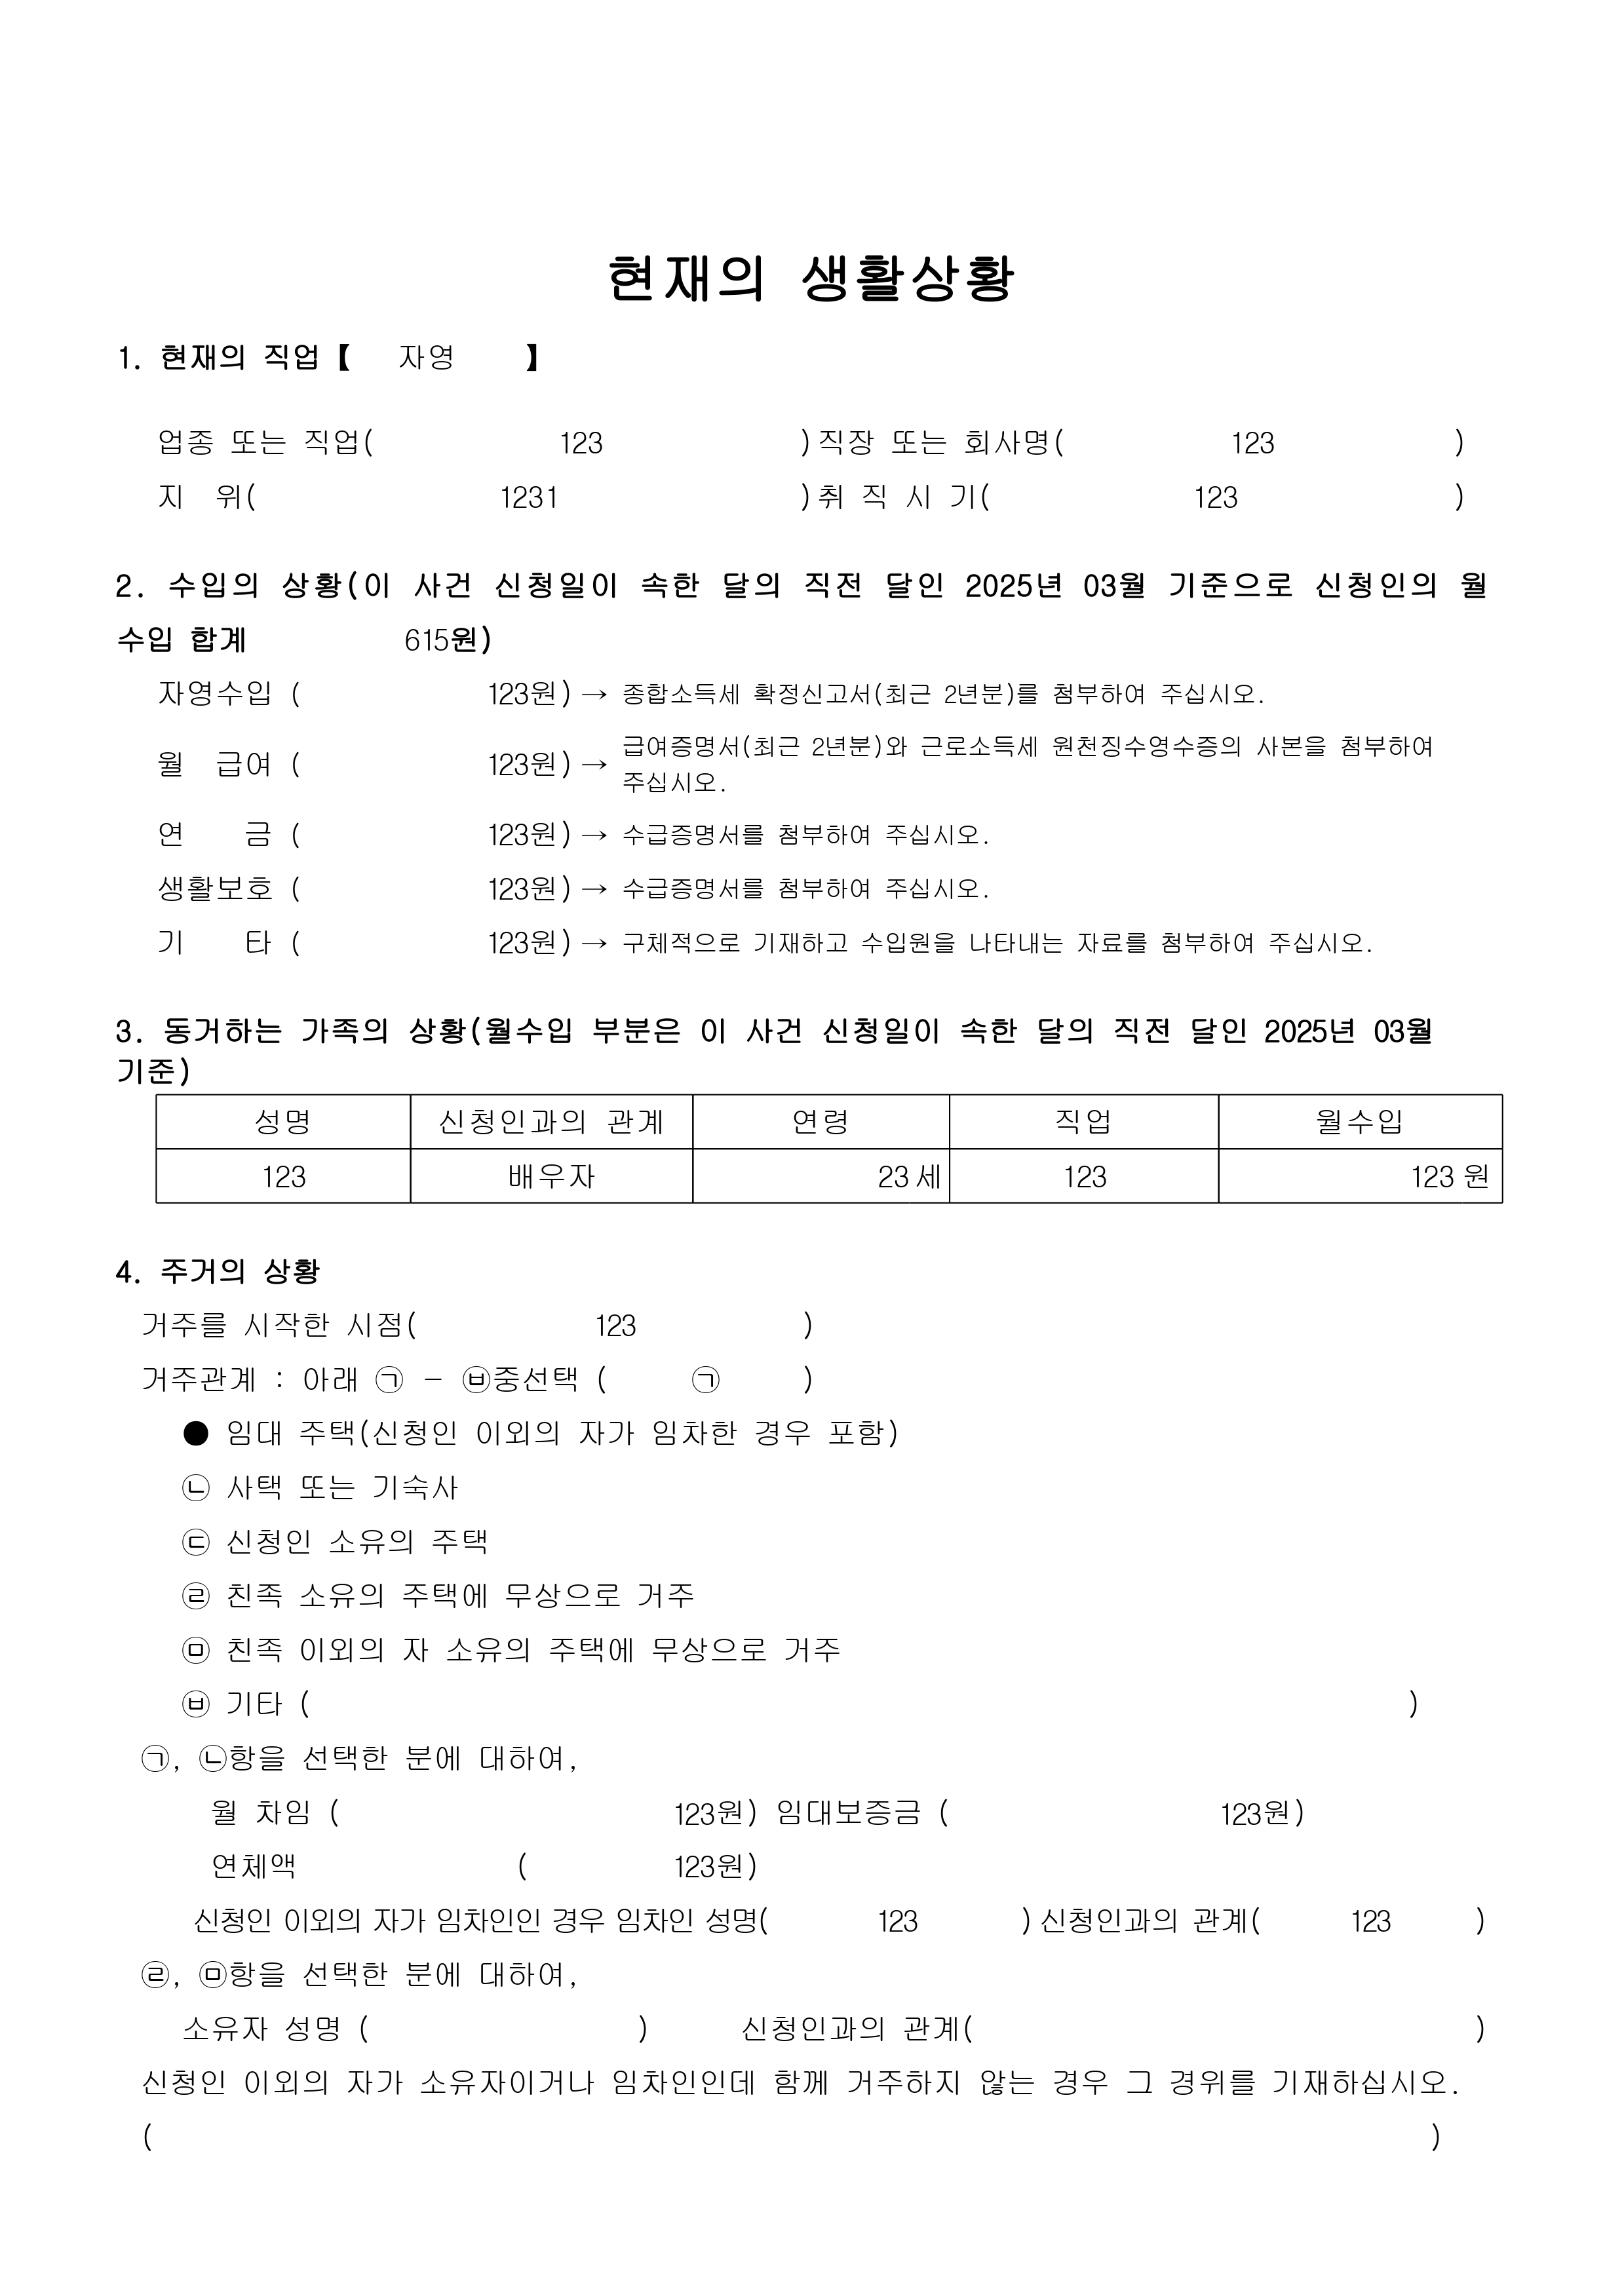 현재의 생활상황
1. 현재의 직업【 자영 】
업종 또는 직업( 123 ) 직장 또는 회사명( 123 )
지 위( 1231 ) 취 직 시 기( 123 )
2. 수입의 상황(이 사건 신청일이 속한 달의 직전 달인 2025년 03월 기준으로 신청인의 월
수입 합계 615원)
자영수입 ( 123원) → 종합소득세 확정신고서(최근 2년분)를 첨부하여 주십시오.
월 급여 ( 123원) → 급여증명서(최근 2년분)와 근로소득세 원천징수영수증의 사본을 첨부하여
주십시오.
연 금 ( 123원) → 수급증명서를 첨부하여 주십시오.
생활보호 ( 123원) → 수급증명서를 첨부하여 주십시오.
기 타 ( 123원) → 구체적으로 기재하고 수입원을 나타내는 자료를 첨부하여 주십시오.
3. 동거하는 가족의 상황(월수입 부분은 이 사건 신청일이 속한 달의 직전 달인 2025년 03월
기준)
성명 신청인과의 관계 연령 직업 월수입
123 배우자 23 세 123 123 원
4. 주거의 상황
거주를 시작한 시점( 123 )
거주관계 : 아래 ㉠ - ㉥중선택 ( ㉠ )
● 임대 주택(신청인 이외의 자가 임차한 경우 포함)
㉡ 사택 또는 기숙사
㉢ 신청인 소유의 주택
㉣ 친족 소유의 주택에 무상으로 거주
㉤ 친족 이외의 자 소유의 주택에 무상으로 거주
㉥ 기타 ( )
㉠, ㉡항을 선택한 분에 대하여,
월 차임 ( 123원) 임대보증금 ( 123원)
연체액 ( 123원)
신청인 이외의 자가 임차인인 경우 임차인 성명( 123 ) 신청인과의 관계( 123 )
㉣, ㉤항을 선택한 분에 대하여,
소유자 성명 ( ) 신청인과의 관계( )
신청인 이외의 자가 소유자이거나 임차인인데 함께 거주하지 않는 경우 그 경위를 기재하십시오.
( )